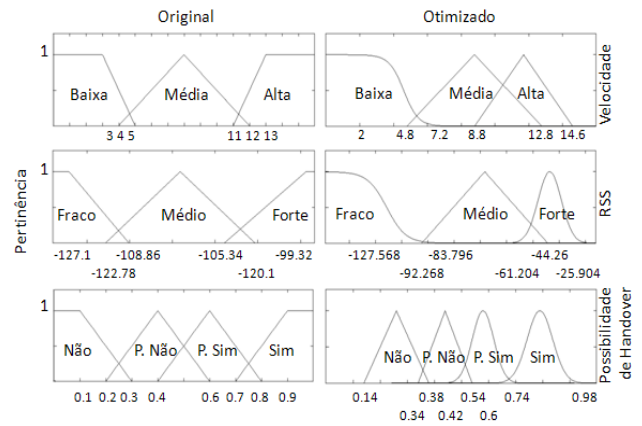 Original Otimizado
1
Baixa Média Alta
3 4 5 11 12 13
Baixa Média Alta
2 4.8 7.2 8.8 12.8 14.6
Velocidade
Pertinência
1
Fraco Médio Forte
-127.1 -108.86 -105.34 -99.32
-122.78 -120.1
Fraco Médio Forte
-127.568 -83.796 -44.26
-92.268 -61.204 -25.904
RSS
1
Não P. Não P. Sim Sim
0.1 0.2 0.3 0.4 0.6 0.7 0.8 0.9
Não P. Não P. Sim Sim
0.14 0.38 0.54 0.74 0.98
0.34 0.42 0.6
Possibilidade
de Handover